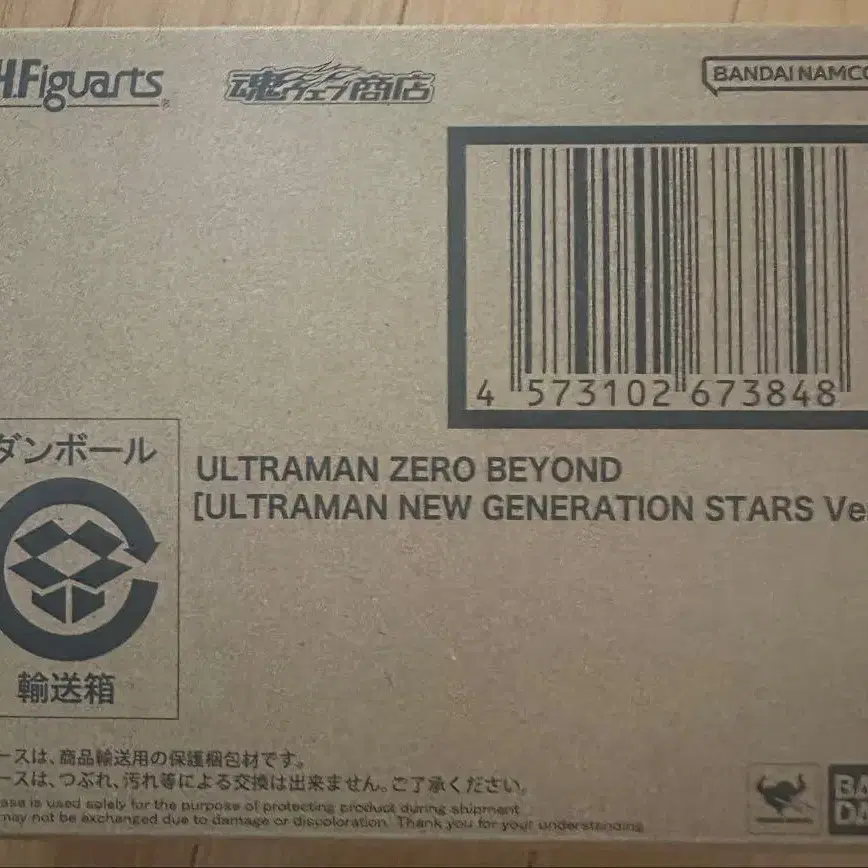 H.Figuarts
魂ウェブ商店
BANDAI NAMCO
4 573102 673848
ダンボール
ULTRAMAN ZERO BEYOND
[ULTRAMAN NEW GENERATION STARS Ve
輸送箱
ースは、商品輸送用の保護梱包材です。
ースは、つぶれ、汚れ等による交換は出来ません。ご了承ください。
ase is used solely for the purpose of protecting product during shipment
may not be exchanged due to damage or discoloration. Thank you for your understanding
BA
DA